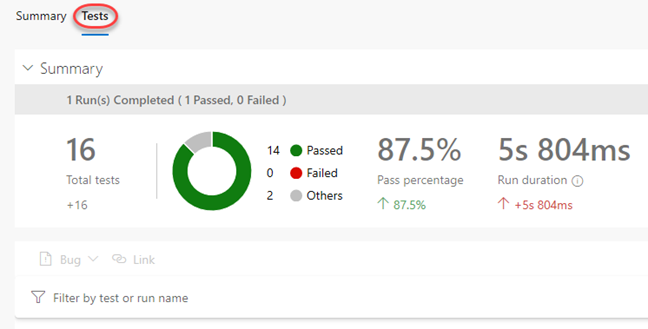 Summary Tests
Summary
1 Run(s) Completed ( 1 Passed, 0 Failed )
16
Total tests
+16
14 Passed
0 Failed
2 Others
87.5%
Pass percentage
87.5%
5s 804ms
Run duration
+5s 804ms
Bug Link
Filter by test or run name